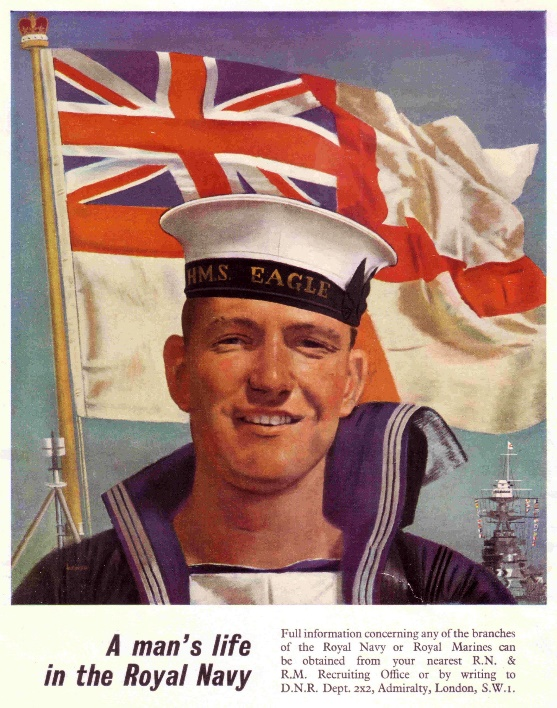 HMS EAGLE
A man's life
in the Royal Navy
Full information concerning any of the branches
of the Royal Navy or Royal Marines can
be obtained from your nearest R.N. &
R.M. Recruiting Office or by writing to
D.N.R. Dept. 2x2, Admiralty, London, S.W.1.